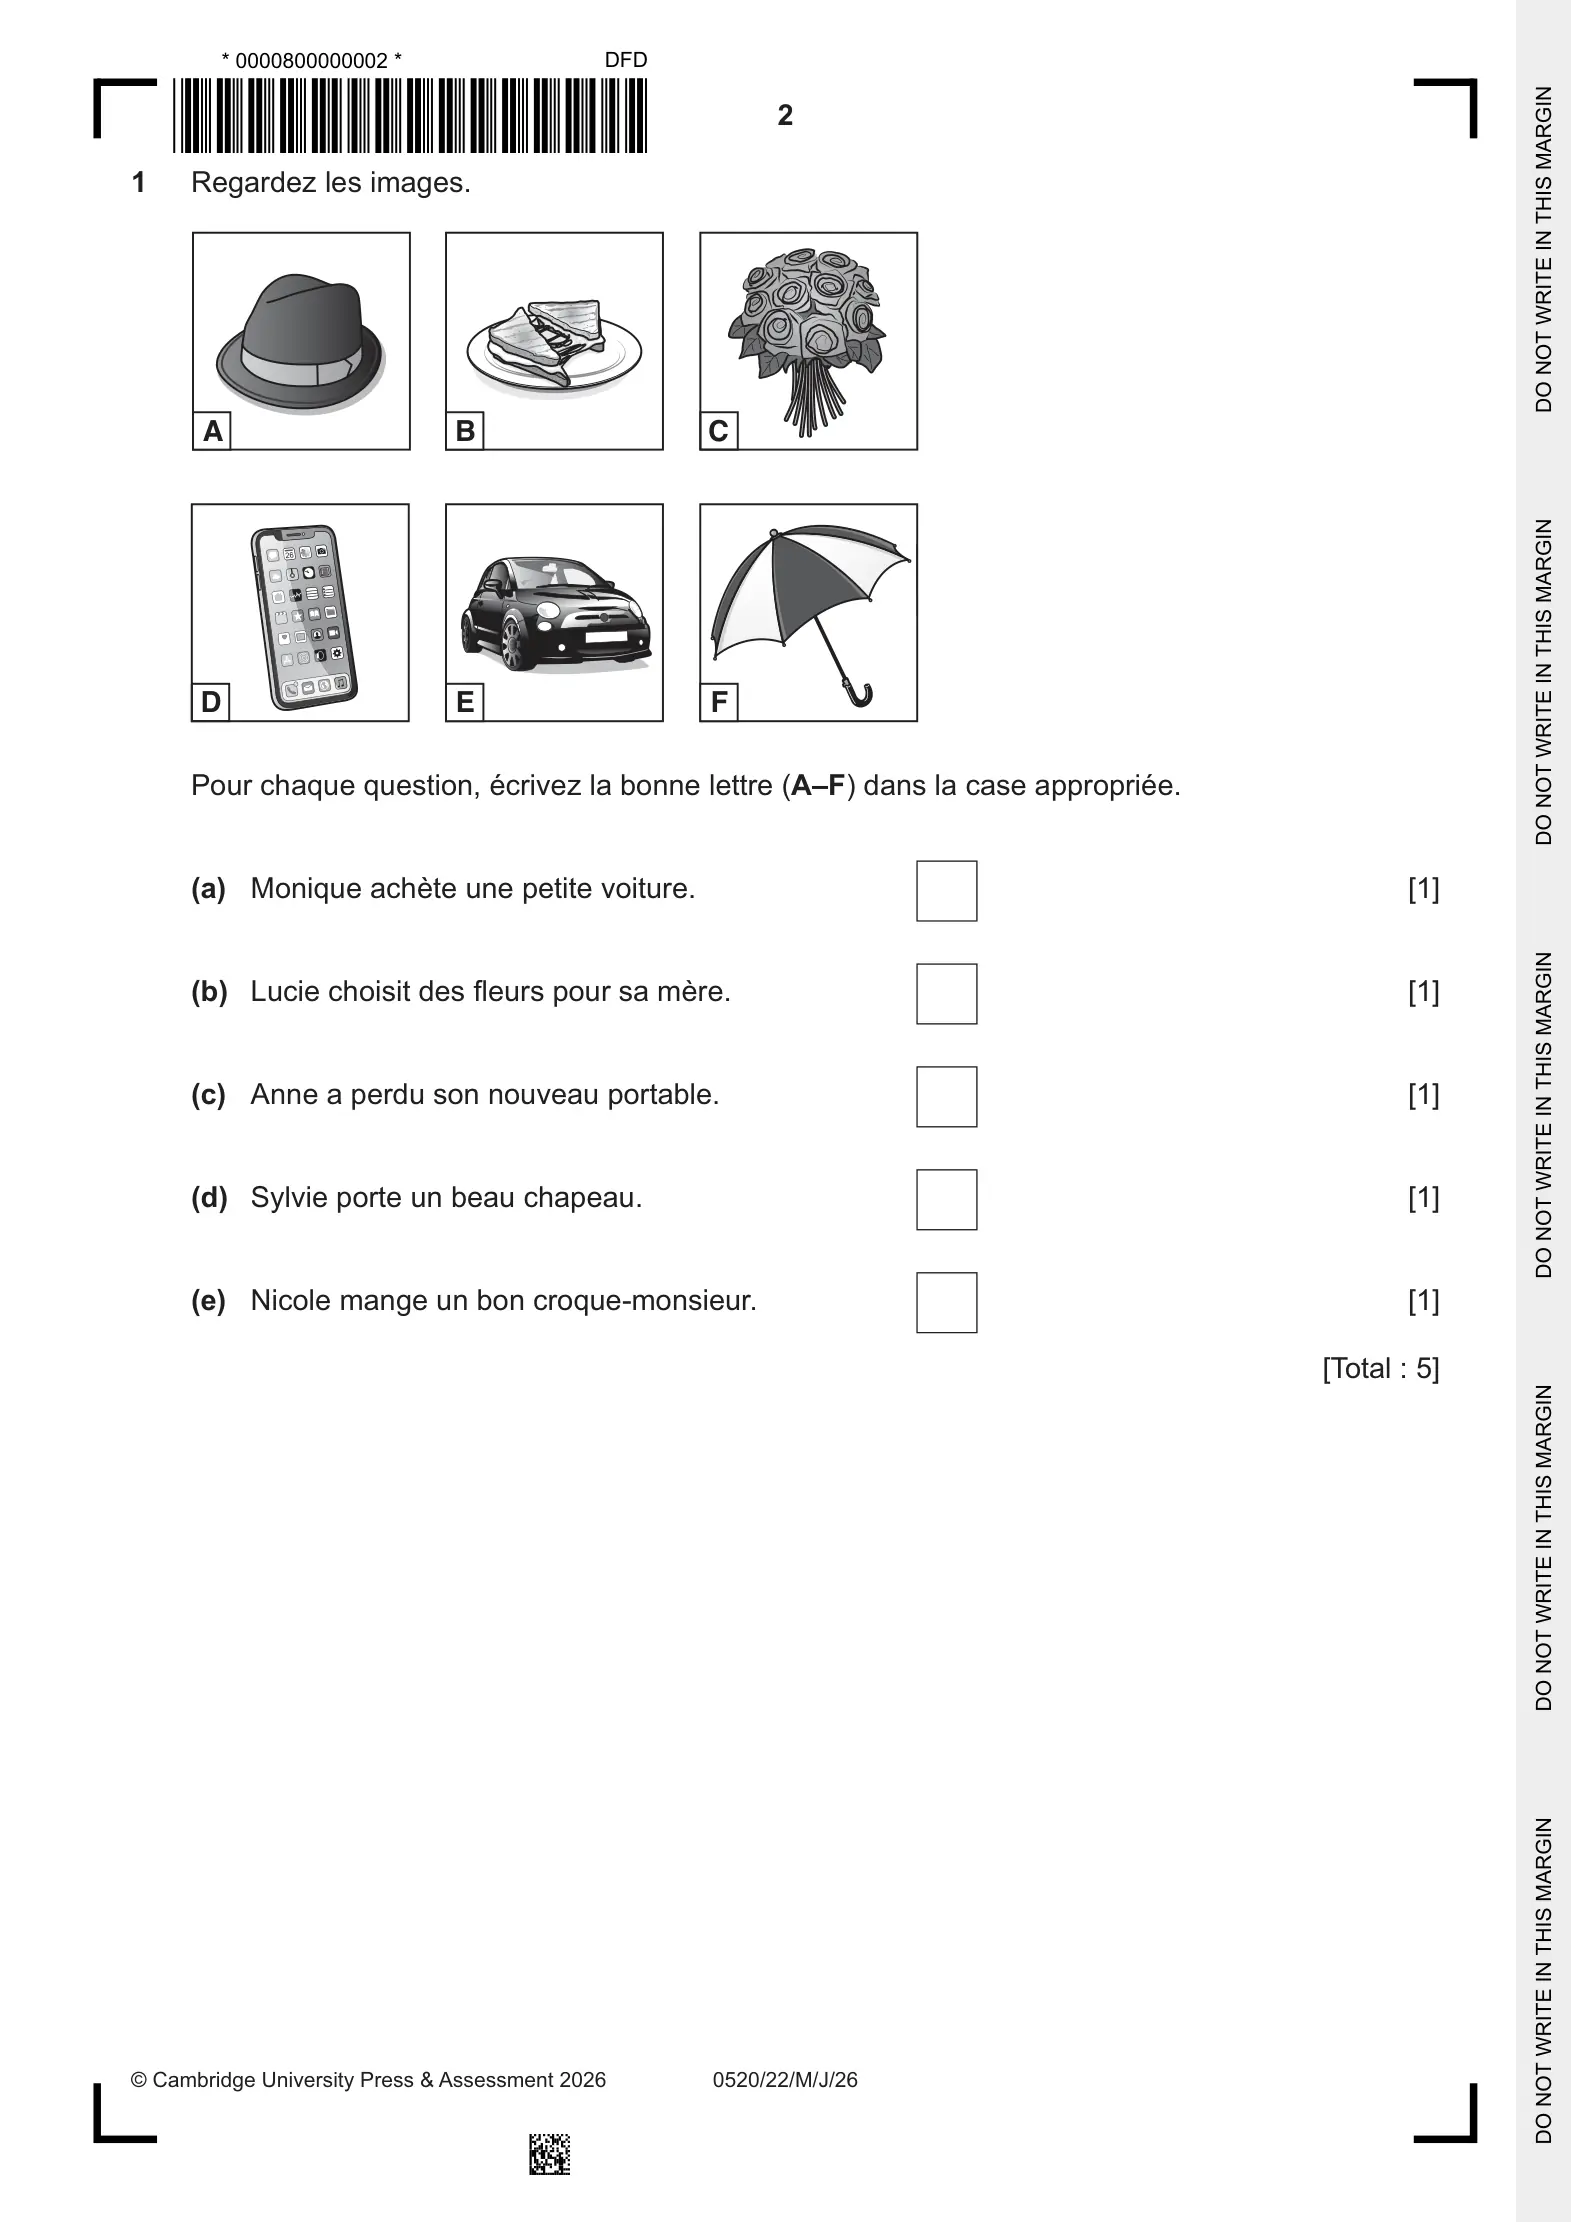 * 0000800000002 *
DFD
2
1 Regardez les images.
A
B
C
D
E
F
Pour chaque question, écrivez la bonne lettre (A–F) dans la case appropriée.
(a) Monique achète une petite voiture. [1]
(b) Lucie choisit des fleurs pour sa mère. [1]
(c) Anne a perdu son nouveau portable. [1]
(d) Sylvie porte un beau chapeau. [1]
(e) Nicole mange un bon croque-monsieur. [1]
[Total : 5]
© Cambridge University Press & Assessment 2026
0520/22/M/J/26
DO NOT WRITE IN THIS MARGIN
DO NOT WRITE IN THIS MARGIN
DO NOT WRITE IN THIS MARGIN
DO NOT WRITE IN THIS MARGIN
DO NOT WRITE IN THIS MARGIN